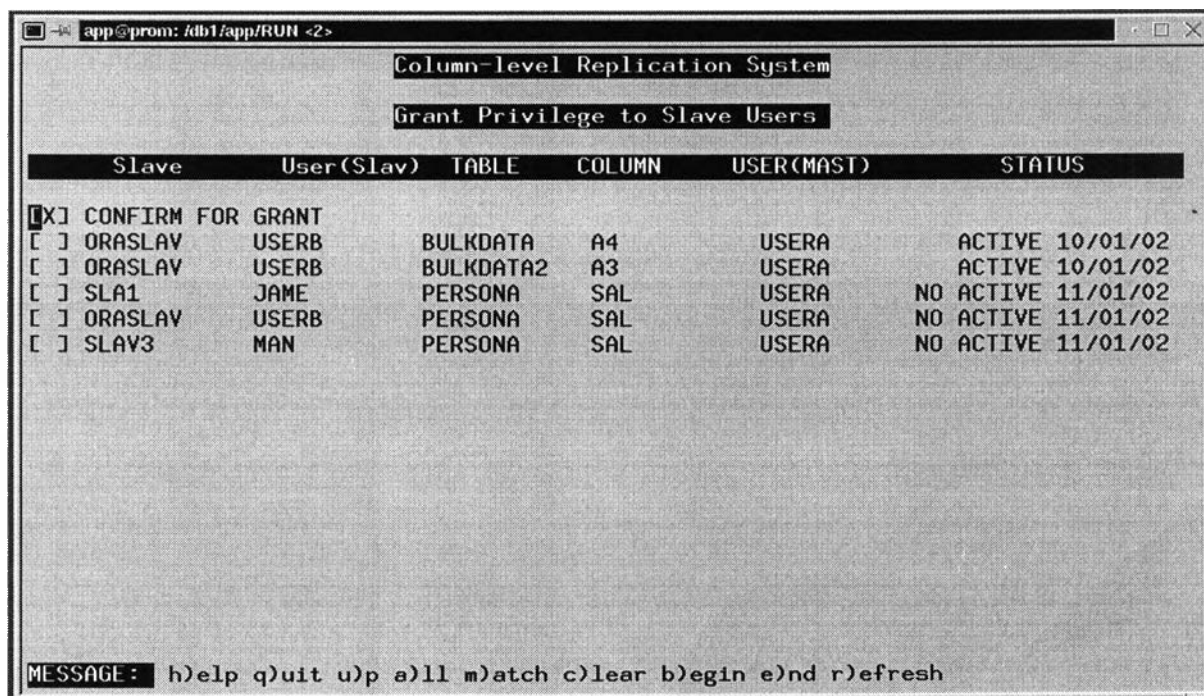 app@prom: /db1/app/RUN <2>
Column-level Replication System
Grant Privilege to Slave Users
Slave User(Slav) TABLE COLUMN USER(MAST) STATUS
[X] CONFIRM FOR GRANT
[ ] ORASLAV USERB BULKDATA A4 USERA ACTIVE 10/01/02
[ ] ORASLAV USERB BULKDATA2 A3 USERA ACTIVE 10/01/02
[ ] SLA1 JAME PERSONA SAL USERA NO ACTIVE 11/01/02
[ ] ORASLAV USERB PERSONA SAL USERA NO ACTIVE 11/01/02
[ ] SLAV3 MAN PERSONA SAL USERA NO ACTIVE 11/01/02
MESSAGE: h)elp q)uit u)p a)ll m)atch c)lear b)egin e)nd r)efresh